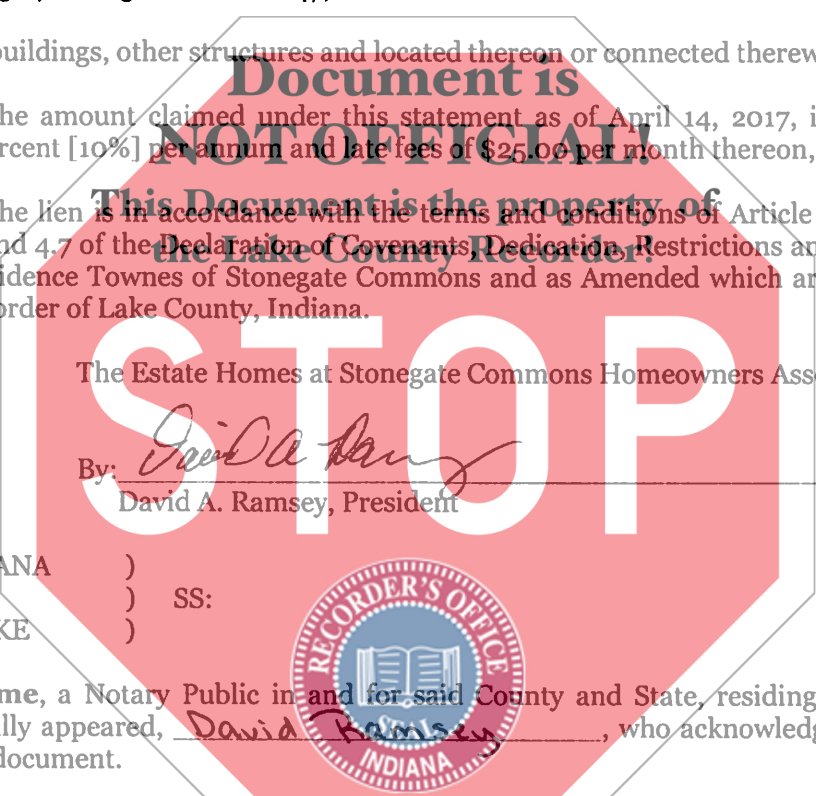 buildings, other structures and located thereon or connected therew
Document is
he amount claimed under this statement as of April 14, 2017, i
NOT OFFICIAL!
rcent [10%] per annum and late fees of $25.00 per month thereon,
This Document is the property of
he lien is in accordance with the terms and conditions of Article
the Lake County Recorder!
nd 4.7 of the Declaration of Covenants, Dedication, Restrictions an
idence Townes of Stonegate Commons and as Amended which ar
order of Lake County, Indiana.
STOP
The Estate Homes at Stonegate Commons Homeowners Asso
By: David A Ramsey
David A. Ramsey, President
ANA )
) SS:
KE )
RECORDER'S OFFICE
SEAL
INDIANA
me, a Notary Public in and for said County and State, residing
lly appeared, David Ramsey, who acknowledg
document.